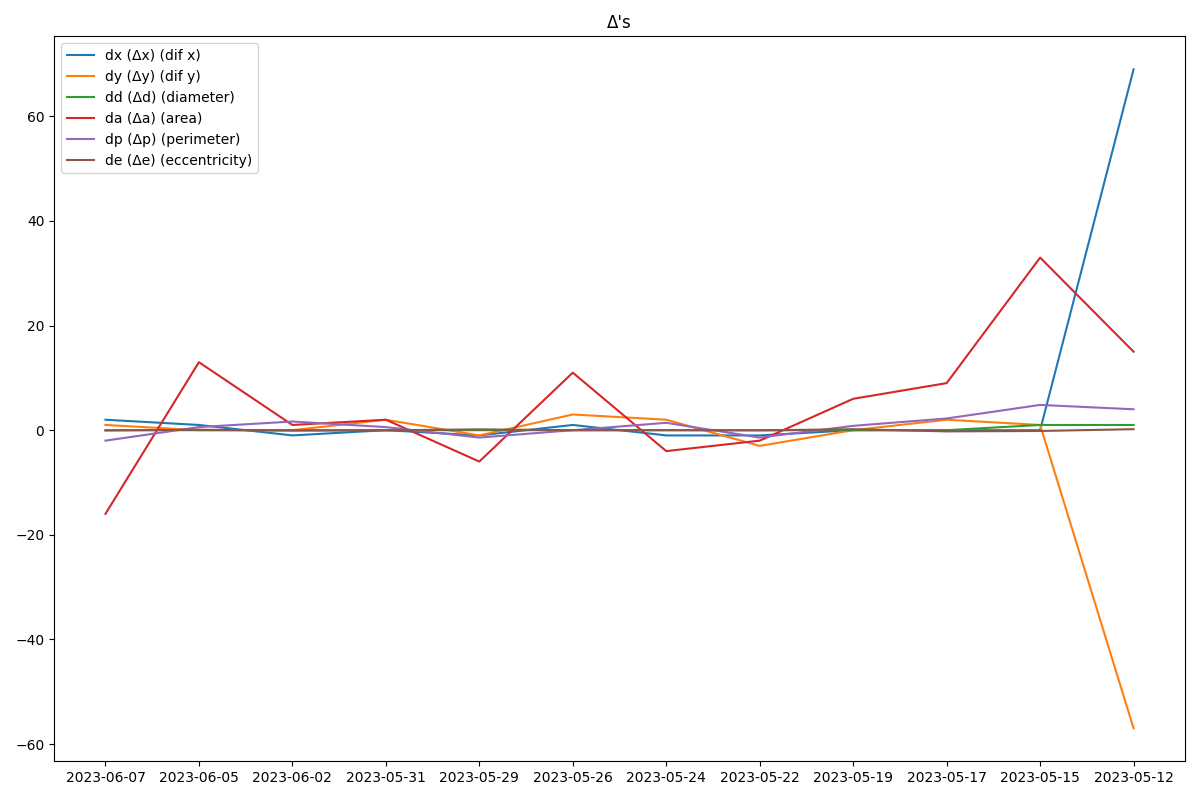 Δ's
dx (Δx) (dif x)
dy (Δy) (dif y)
dd (Δd) (diameter)
da (Δa) (area)
dp (Δp) (perimeter)
de (Δe) (eccentricity)
60
40
20
0
−20
−40
−60
2023-06-07 2023-06-05 2023-06-02 2023-05-31 2023-05-29 2023-05-26 2023-05-24 2023-05-22 2023-05-19 2023-05-17 2023-05-15 2023-05-12